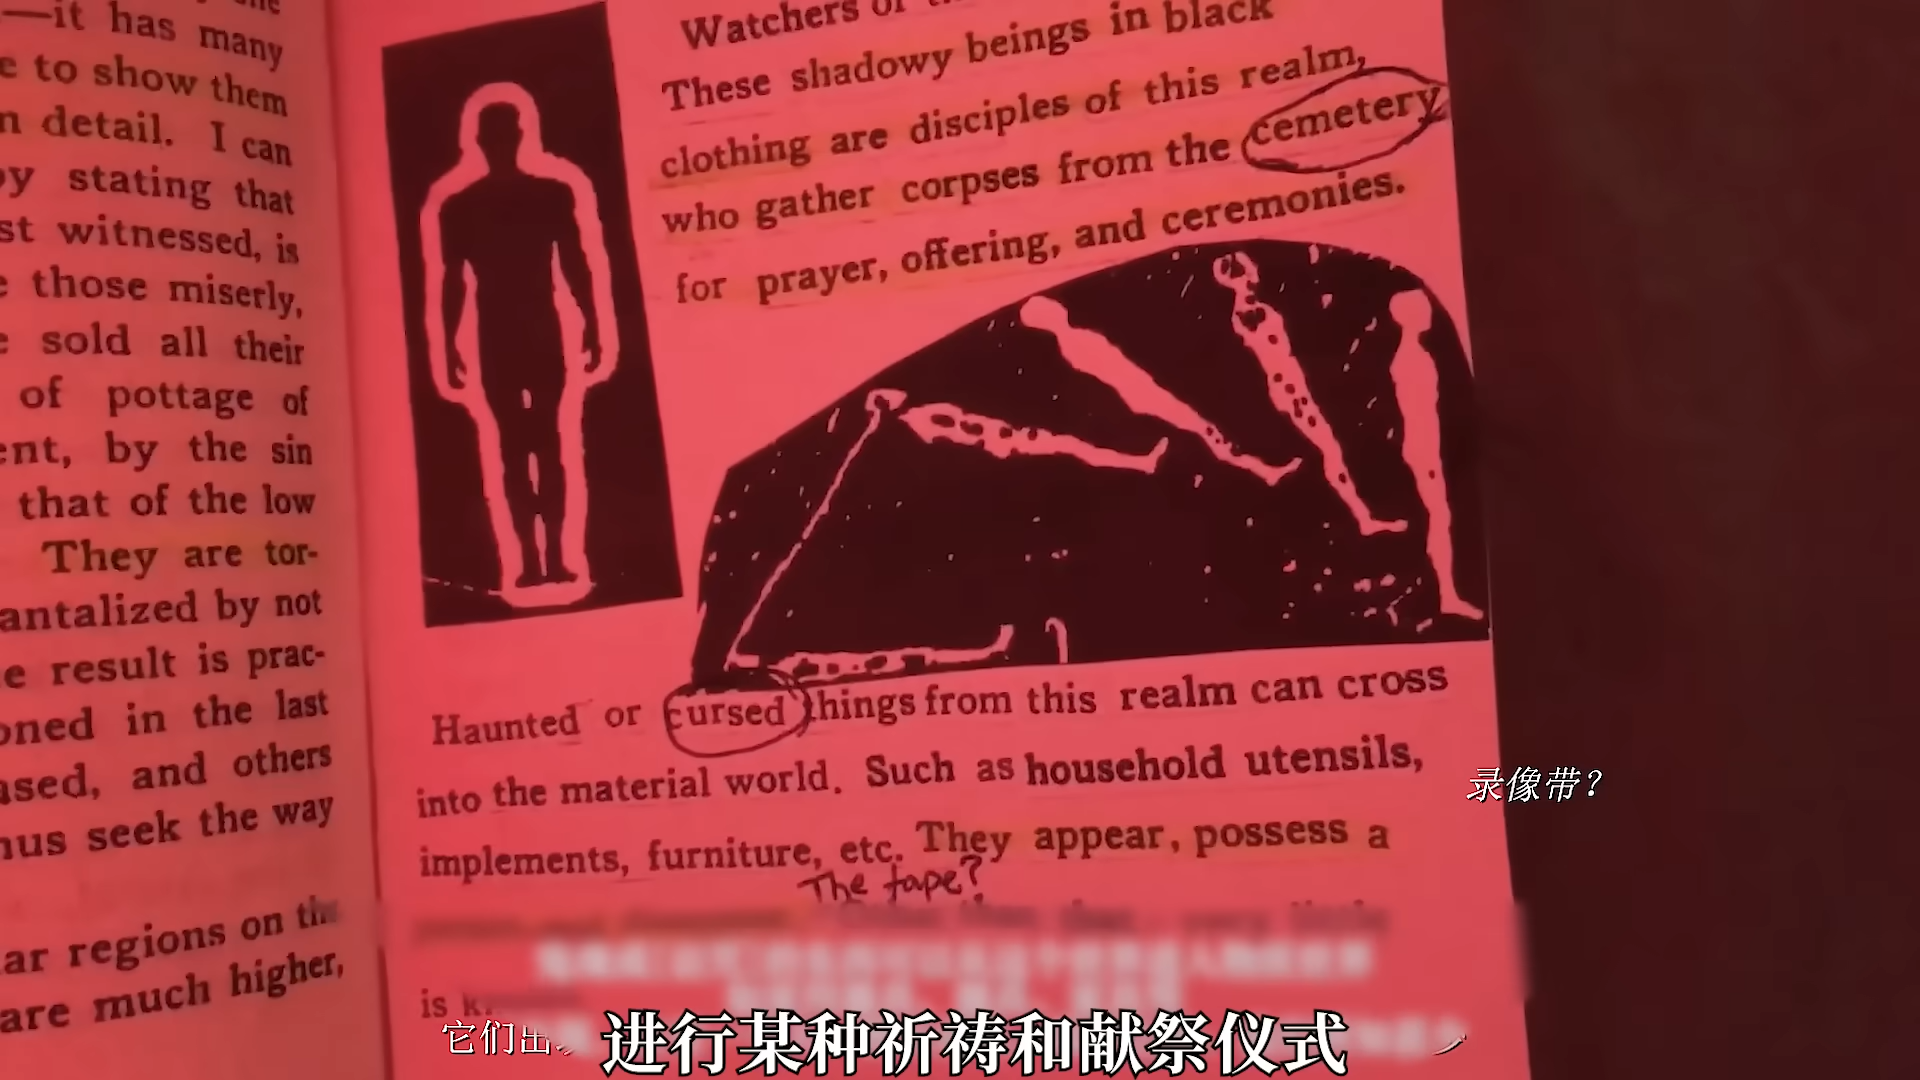 —it has many
e to show them
n detail. I can
by stating that
st witnessed, is
e those miserly,
e sold all their
of pottage of
ent, by the sin
that of the low
They are tor-
antalized by not
e result is prac-
oned in the last
ased, and others
hus seek the way
ar regions on the
are much higher,
Watchers of
These shadowy beings in black
clothing are disciples of this realm,
who gather corpses from the cemetery
for prayer, offering, and ceremonies.
Haunted or cursed things from this realm can cross
into the material world. Such as household utensils,
implements, furniture, etc. They appear, possess a
The tape?
is
录像带？
它们出
进行某种祈祷和献祭仪式